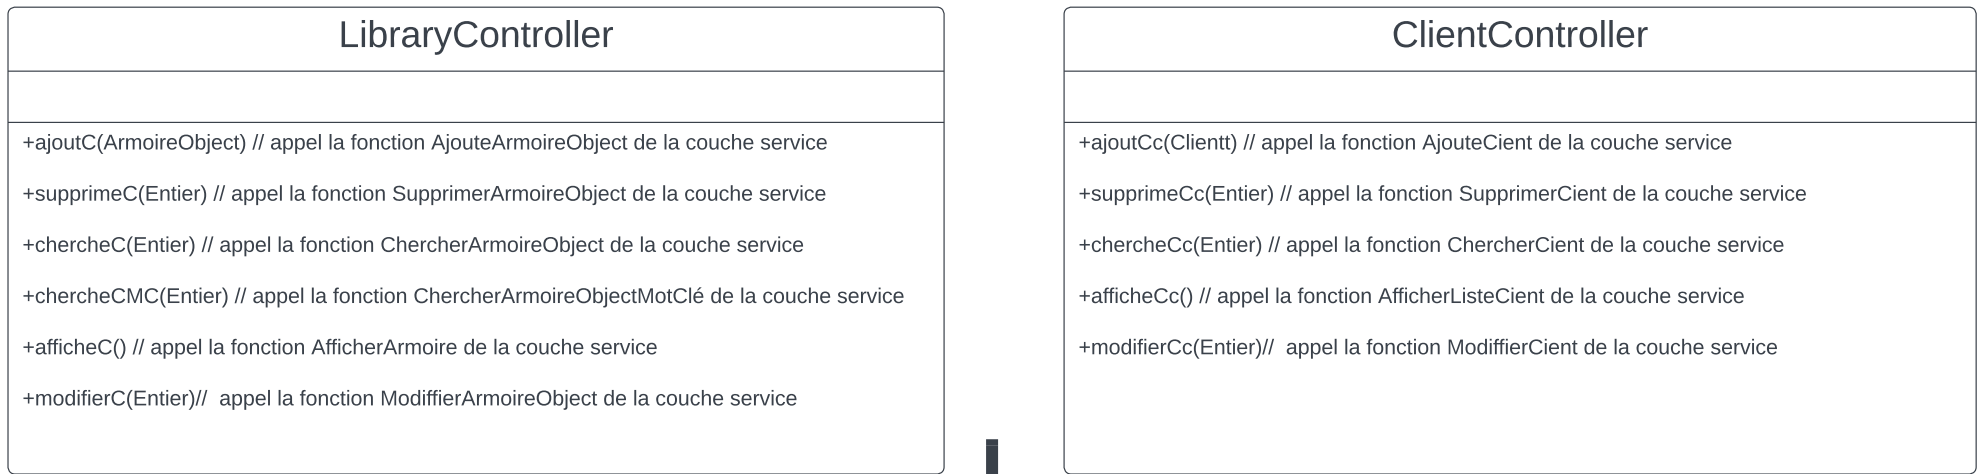 LibraryController
+ajoutC(ArmoireObject) // appel la fonction AjouteArmoireObject de la couche service
+supprimeC(Entier) // appel la fonction SupprimerArmoireObject de la couche service
+chercheC(Entier) // appel la fonction ChercherArmoireObject de la couche service
+chercheCMC(Entier) // appel la fonction ChercherArmoireObjectMotClé de la couche service
+afficheC() // appel la fonction AfficherArmoire de la couche service
+modifierC(Entier)//  appel la fonction ModiffierArmoireObject de la couche service
ClientController
+ajoutCc(Clientt) // appel la fonction AjouteCient de la couche service
+supprimeCc(Entier) // appel la fonction SupprimerCient de la couche service
+chercheCc(Entier) // appel la fonction ChercherCient de la couche service
+afficheCc() // appel la fonction AfficherListeCient de la couche service
+modifierCc(Entier)//  appel la fonction ModiffierCient de la couche service